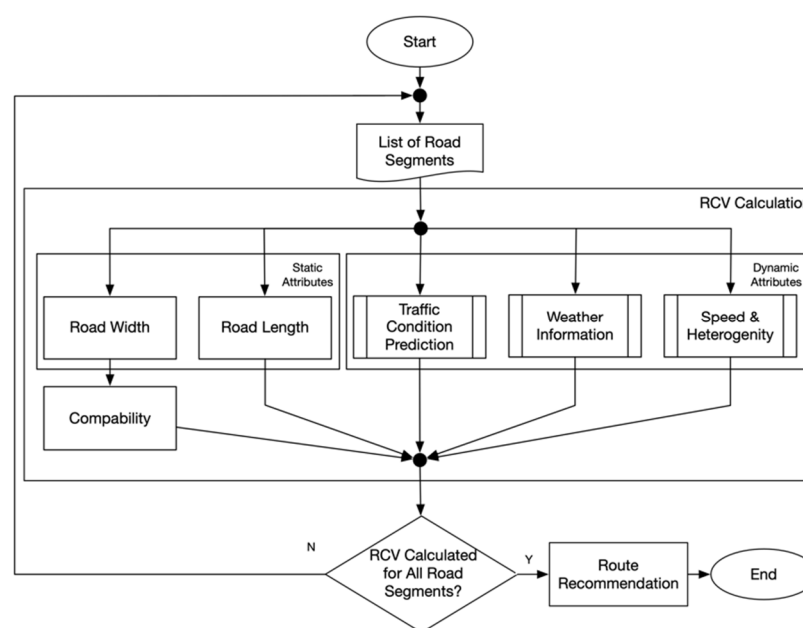 Start
List of Road
Segments
RCV Calculatio
Static
Attributes
Dynamic
Attributes
Road Width
Road Length
Traffic
Condition
Prediction
Weather
Information
Speed &
Heterogenity
Compability
N
RCV Calculated
for All Road
Segments?
Y
Route
Recommendation
End